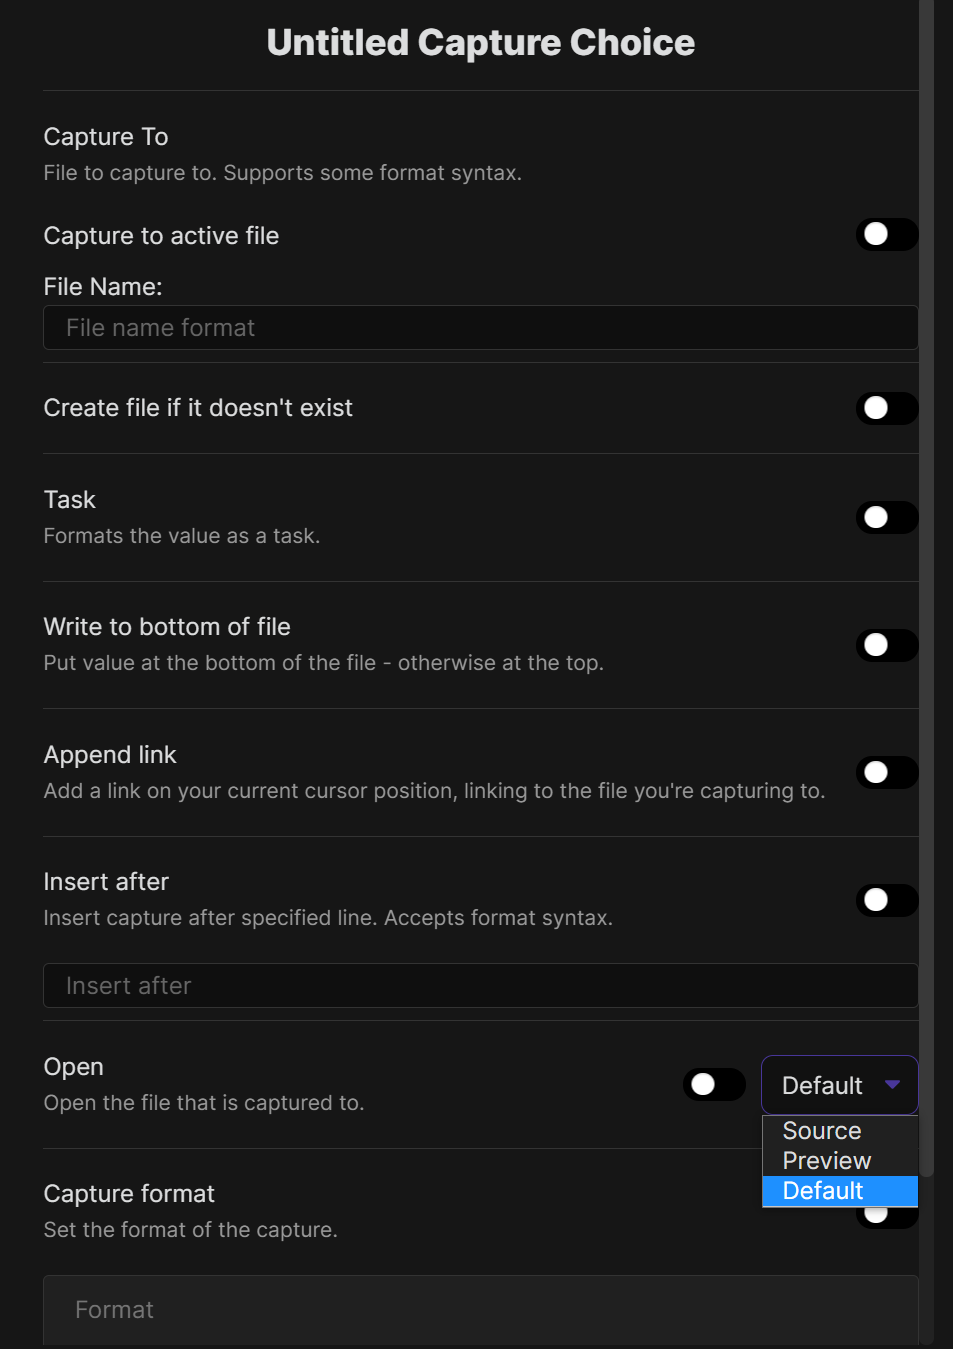 Untitled Capture Choice
Capture To
File to capture to. Supports some format syntax.
Capture to active file
File Name:
File name format
Create file if it doesn't exist
Task
Formats the value as a task.
Write to bottom of file
Put value at the bottom of the file - otherwise at the top.
Append link
Add a link on your current cursor position, linking to the file you're capturing to.
Insert after
Insert capture after specified line. Accepts format syntax.
Insert after
Open
Open the file that is captured to.
Default
Source
Preview
Default
Capture format
Set the format of the capture.
Format